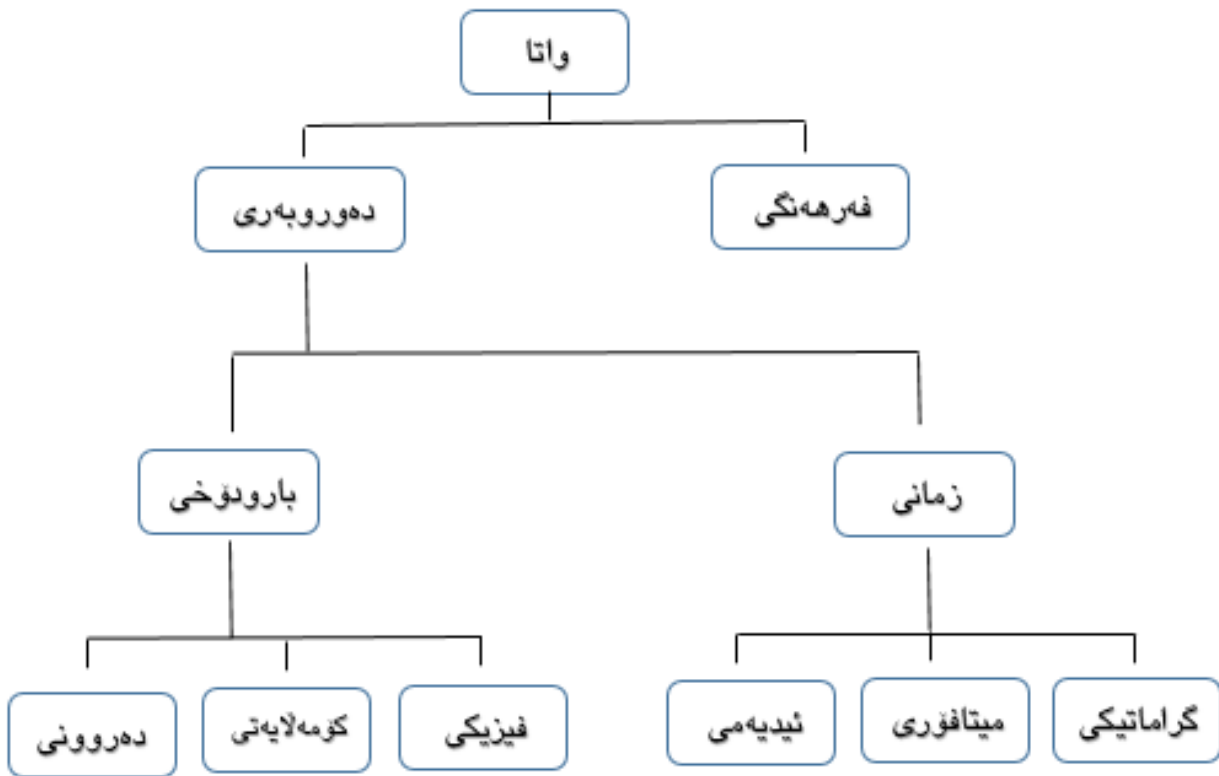 واتا
فەرهەنگی
دەوروبەری
زمانی
بارودۆخی
گراماتیکی
میتافۆری
ئیدیەمی
فیزیکی
کۆمەڵایەتی
دەروونی